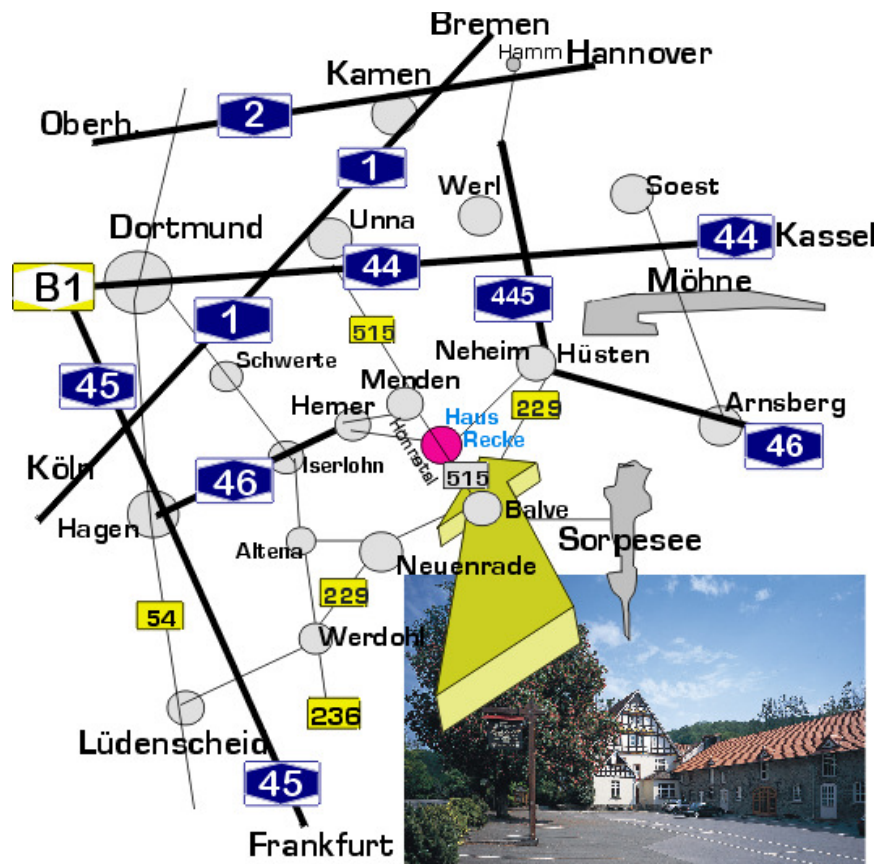 Bremen
Hamm
Hannover
Kamen
2
Oberh.
1
Werl
Soest
Unna
Dortmund
44
Kassel
44
B1
Möhne
445
1
515
Neheim
Hüsten
Schwerte
45
Menden
229
Arnsberg
Hemer
Haus
Recke
Hönnetal
46
Köln
Iserlohn
515
46
Balve
Hagen
Sorpesee
Altena
Neuenrade
229
54
Werdohl
236
Lüdenscheid
45
Frankfurt